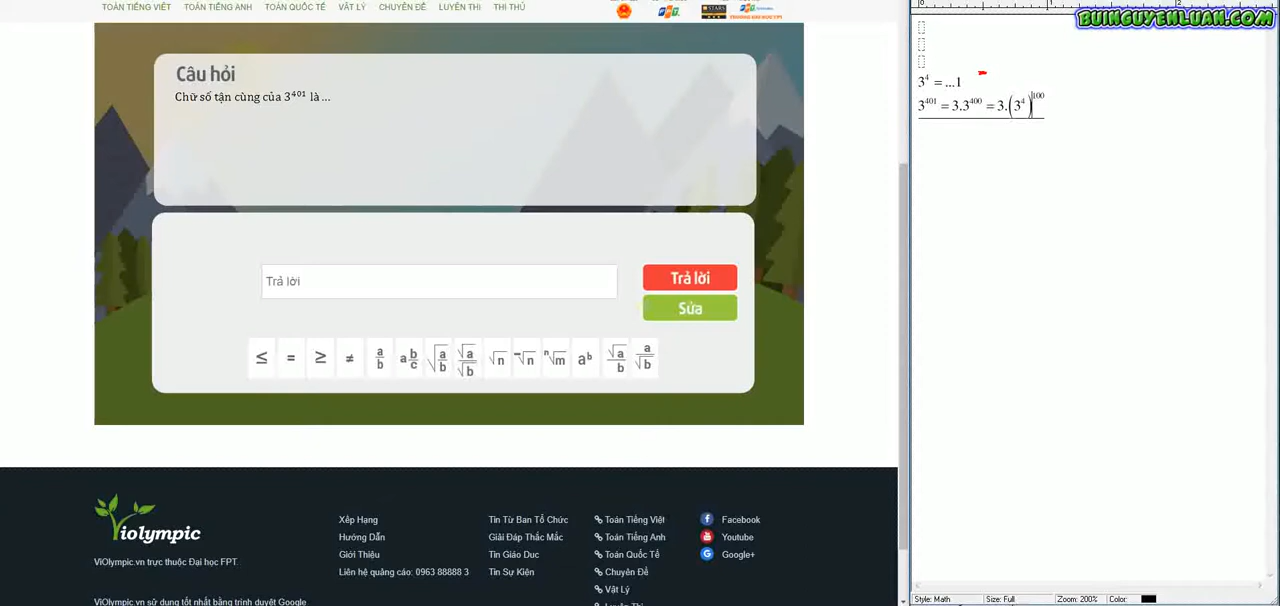 TOÁN TIẾNG VIỆT TOÁN TIẾNG ANH TOÁN QUỐC TẾ VẬT LÝ CHUYÊN ĐỀ LUYỆN THI THI THỬ
BUINGUYENLUAN.COM
Câu hỏi
Chữ số tận cùng của 3⁴⁰¹ là ...
Trả lời
Trả lời
Sửa
≤ = ≥ ≠ a/b a b/c √(a/b) √a/√b √n -√n ⁿ√m aᵇ √a/b a/√b
3⁴ = ...1
3⁴⁰¹ = 3.3⁴⁰⁰ = 3.(3⁴)¹⁰⁰
iolympic
ViOlympic.vn trực thuộc Đại học FPT.
ViOlympic.vn sử dụng tốt nhất bằng trình duyệt Google
Xếp Hạng
Hướng Dẫn
Giới Thiệu
Liên hệ quảng cáo: 0963 88888 3
Tin Từ Ban Tổ Chức
Giải Đáp Thắc Mắc
Tin Giáo Dục
Tin Sự Kiện
Toán Tiếng Việt
Toán Tiếng Anh
Toán Quốc Tế
Chuyên Đề
Vật Lý
Facebook
Youtube
Google+
Style: Math Size: Full Zoom: 200% Color: